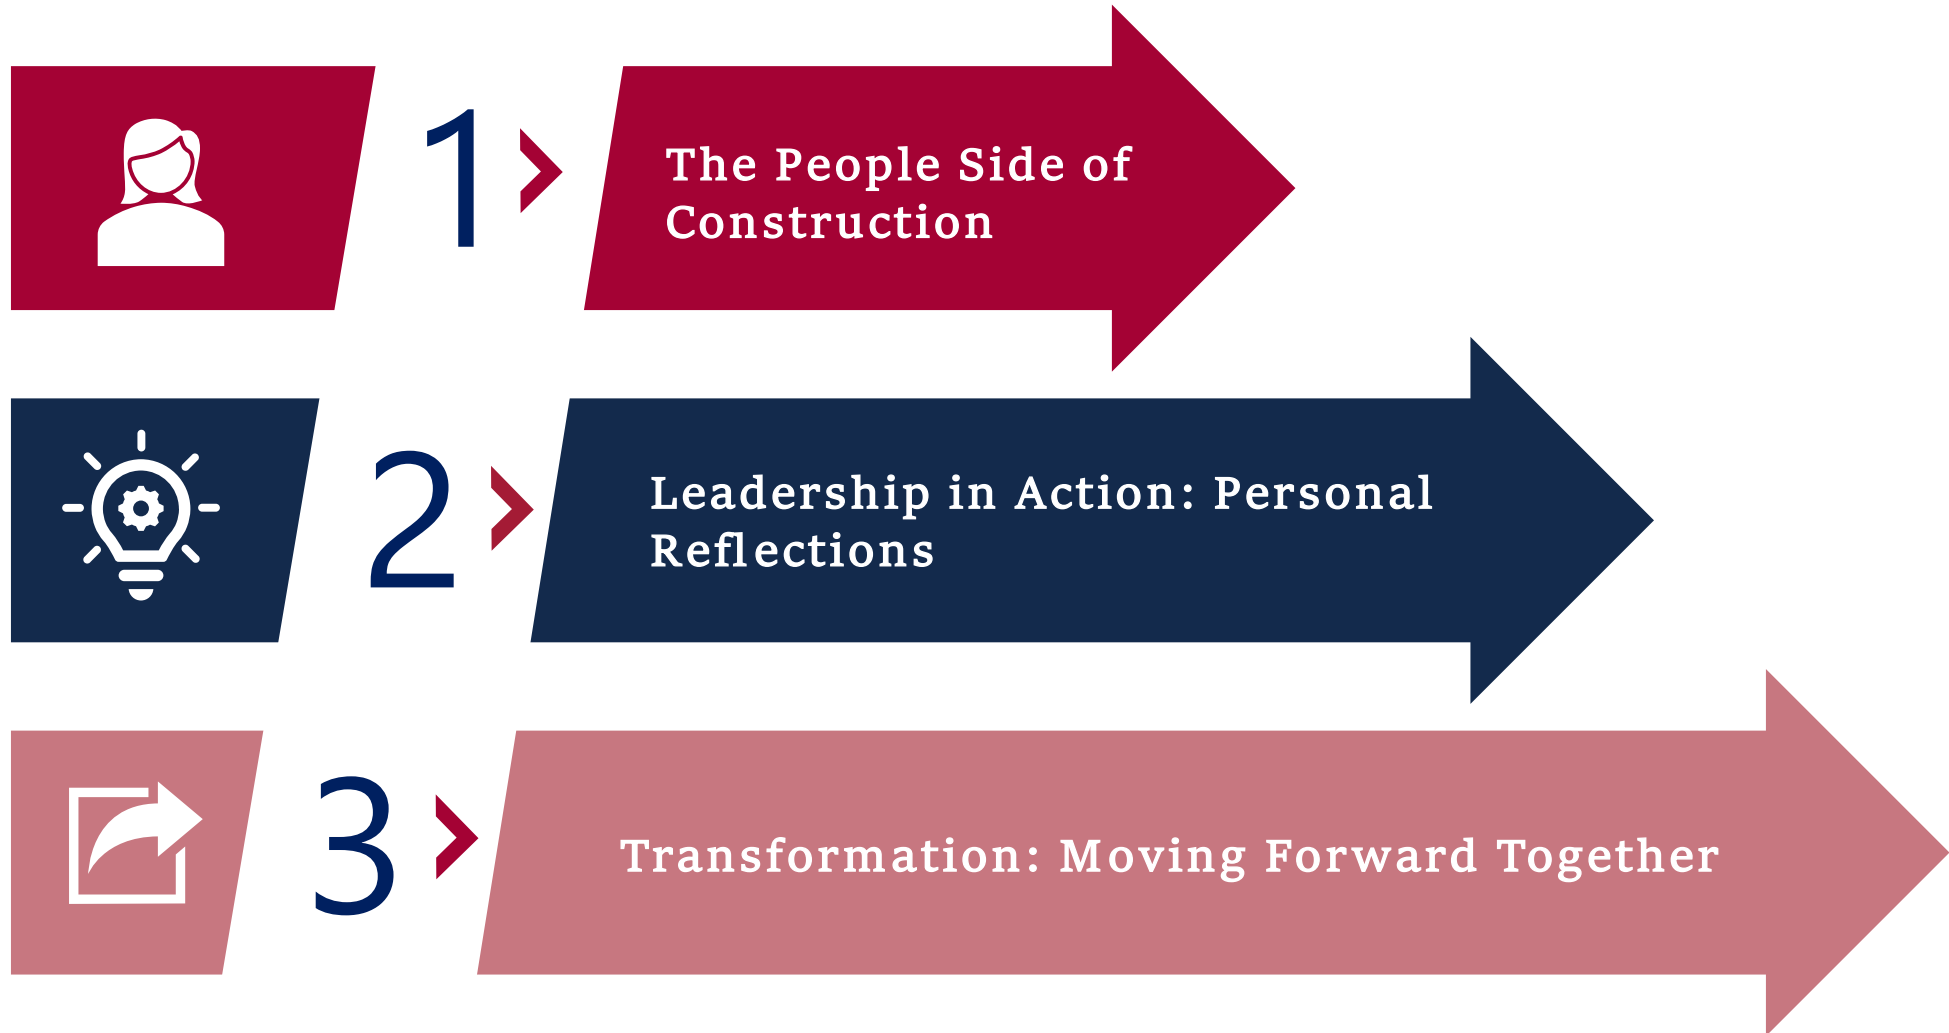 1
The People Side of
Construction
2
Leadership in Action: Personal
Reflections
3
Transformation: Moving Forward Together